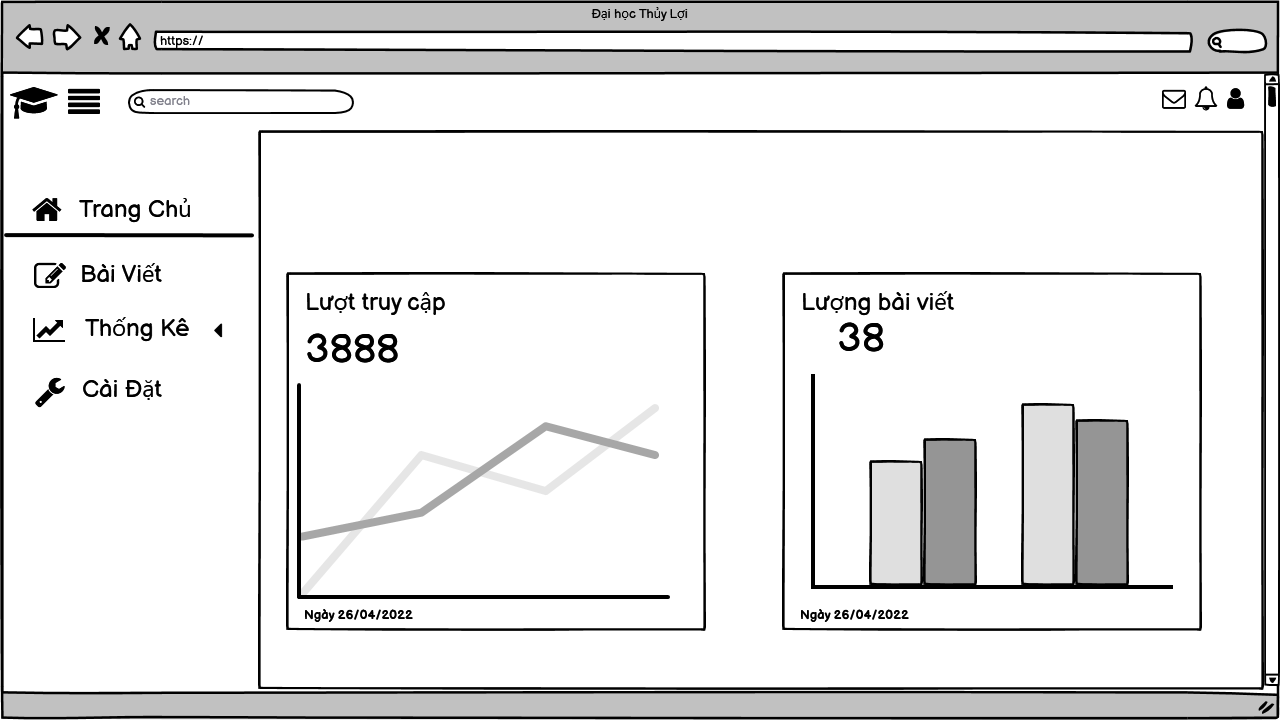 Đại học Thủy Lợi
https://
search
Trang Chủ
Bài Viết
Thống Kê
Cài Đặt
Lượt truy cập
3888
Ngày 26/04/2022
Lượng bài viết
38
Ngày 26/04/2022